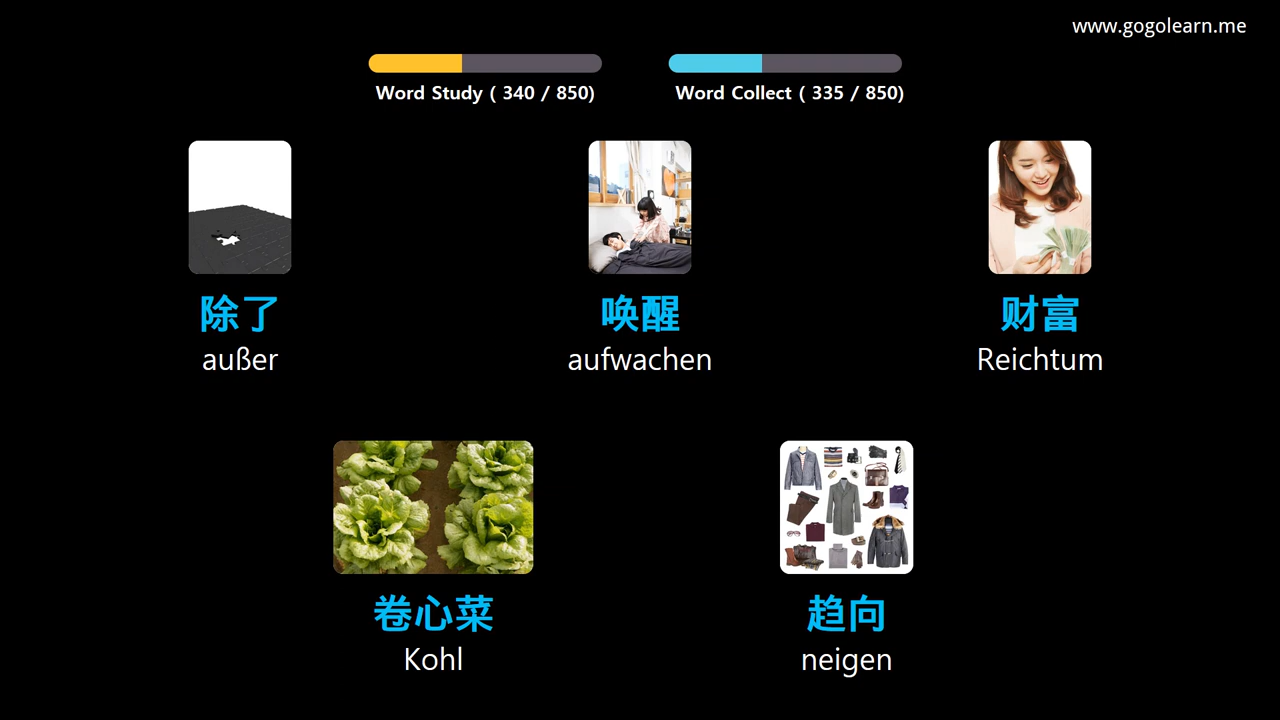 www.gogolearn.me
Word Study ( 340 / 850)
Word Collect ( 335 / 850)
除了
außer
唤醒
aufwachen
财富
Reichtum
卷心菜
Kohl
趋向
neigen